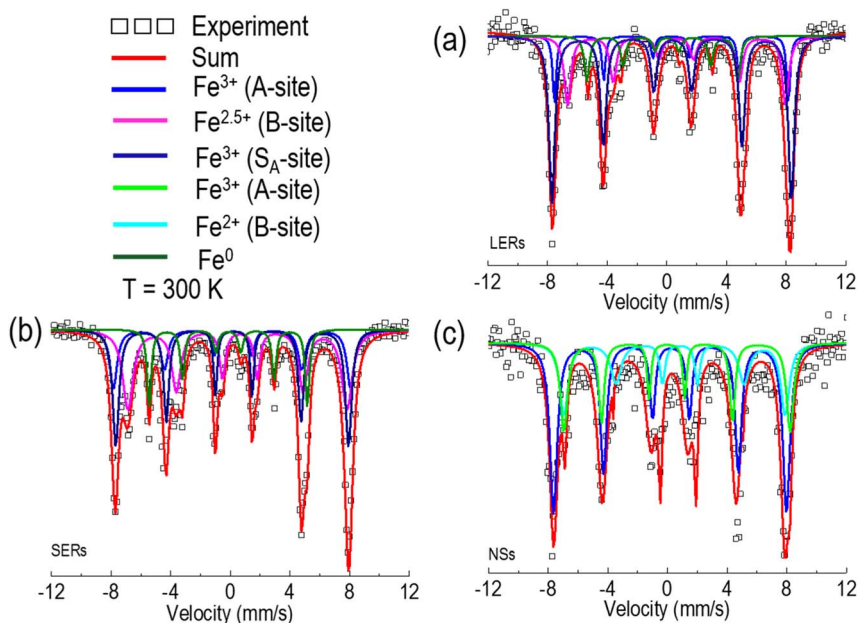 □□□ Experiment
Sum
Fe³⁺ (A-site)
Fe²·⁵⁺ (B-site)
Fe³⁺ (S_A-site)
Fe³⁺ (A-site)
Fe²⁺ (B-site)
Fe⁰
T = 300 K
(a)
LERs
-12 -8 -4 0 4 8 12
Velocity (mm/s)
(b)
SERs
-12 -8 -4 0 4 8 12
Velocity (mm/s)
(c)
NSs
-12 -8 -4 0 4 8 12
Velocity (mm/s)